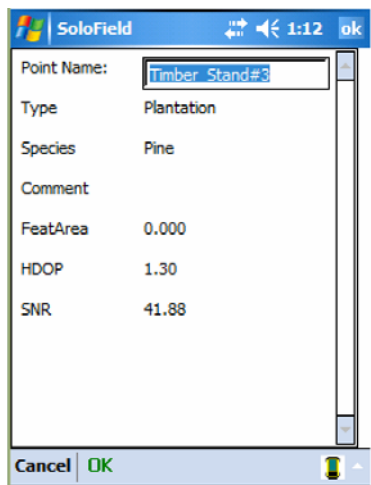 SoloField 1:12 ok
Point Name: Timber_Stand#3
Type Plantation
Species Pine
Comment
FeatArea 0.000
HDOP 1.30
SNR 41.88
Cancel OK